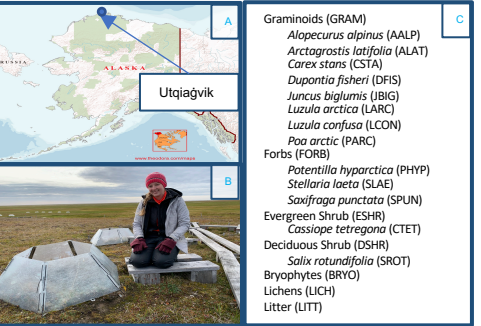 A
RUSSIA
ALASKA
Utqiaġvik
www.theodora.com/maps
B
C
Graminoids (GRAM)
Alopecurus alpinus (AALP)
Arctagrostis latifolia (ALAT)
Carex stans (CSTA)
Dupontia fisheri (DFIS)
Juncus biglumis (JBIG)
Luzula arctica (LARC)
Luzula confusa (LCON)
Poa arctic (PARC)
Forbs (FORB)
Potentilla hyparctica (PHYP)
Stellaria laeta (SLAE)
Saxifraga punctata (SPUN)
Evergreen Shrub (ESHR)
Cassiope tetregona (CTET)
Deciduous Shrub (DSHR)
Salix rotundifolia (SROT)
Bryophytes (BRYO)
Lichens (LICH)
Litter (LITT)